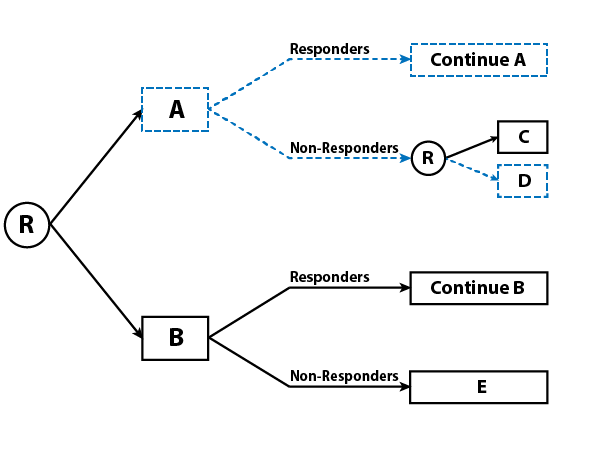 Responders
Continue A
A
Non-Responders
R
C
D
R
Responders
Continue B
B
Non-Responders
E